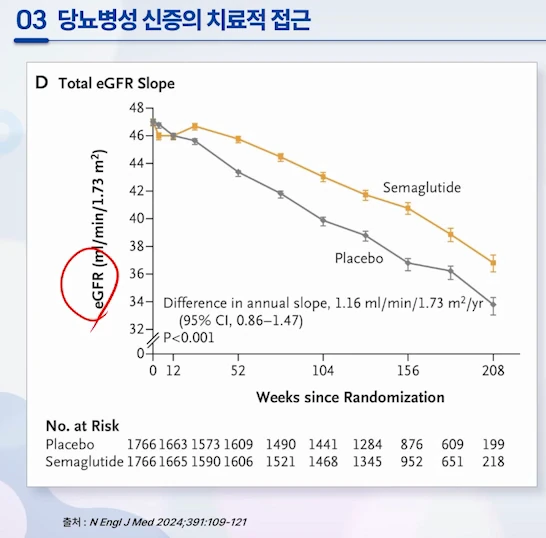 03 당뇨병성 신증의 치료적 접근
D Total eGFR Slope
eGFR (ml/min/1.73 m²)
48
46
44
42
40
38
36
34
32
0
Semaglutide
Placebo
Difference in annual slope, 1.16 ml/min/1.73 m²/yr
(95% CI, 0.86–1.47)
P<0.001
0 12 52 104 156 208
Weeks since Randomization
No. at Risk
Placebo 1766 1663 1573 1609 1490 1441 1284 876 609 199
Semaglutide 1766 1665 1590 1606 1521 1468 1345 952 651 218
출처 : N Engl J Med 2024;391:109-121